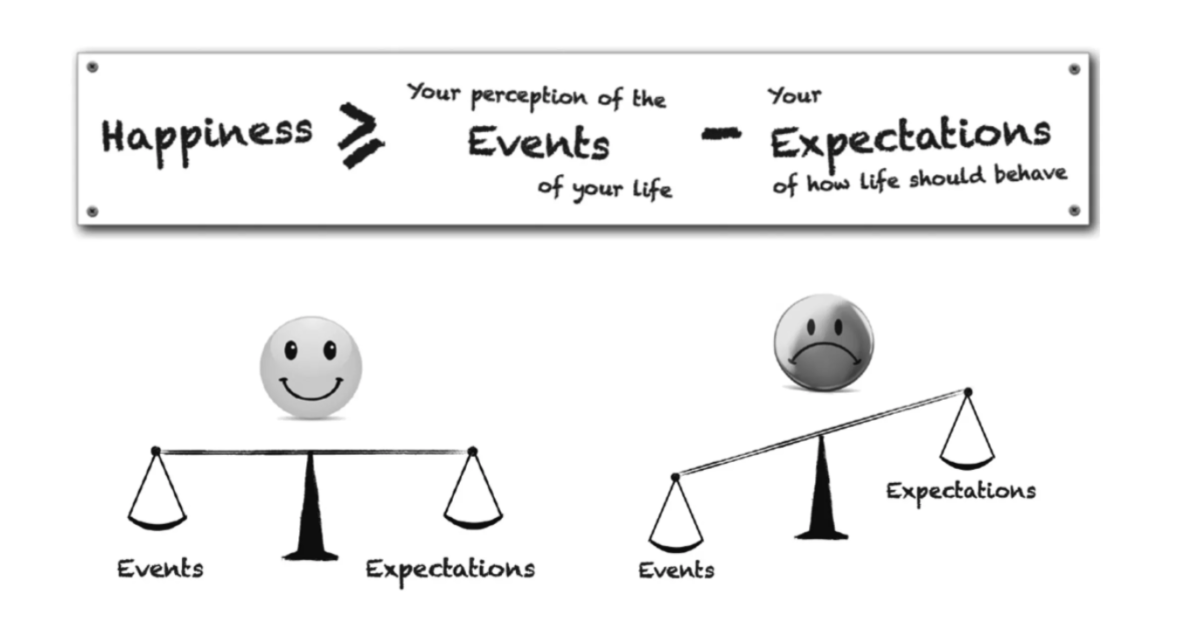 Happiness ≥ Your perception of the
Events
of your life
- Your
Expectations
of how life should behave
Events
Expectations
Events
Expectations